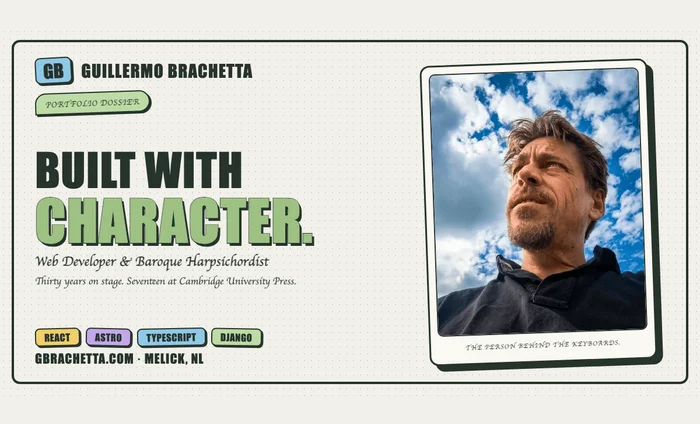 GB GUILLERMO BRACHETTA
PORTFOLIO DOSSIER
BUILT WITH
CHARACTER.
Web Developer & Baroque Harpsichordist
Thirty years on stage. Seventeen at Cambridge University Press.
REACT ASTRO TYPESCRIPT DJANGO
GBRACHETTA.COM · MELICK, NL
THE PERSON BEHIND THE KEYBOARDS.